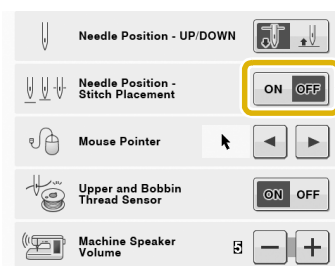 Needle Position - UP/DOWN
Needle Position -
Stitch Placement
ON OFF
Mouse Pointer
Upper and Bobbin
Thread Sensor
ON OFF
Machine Speaker
Volume
5